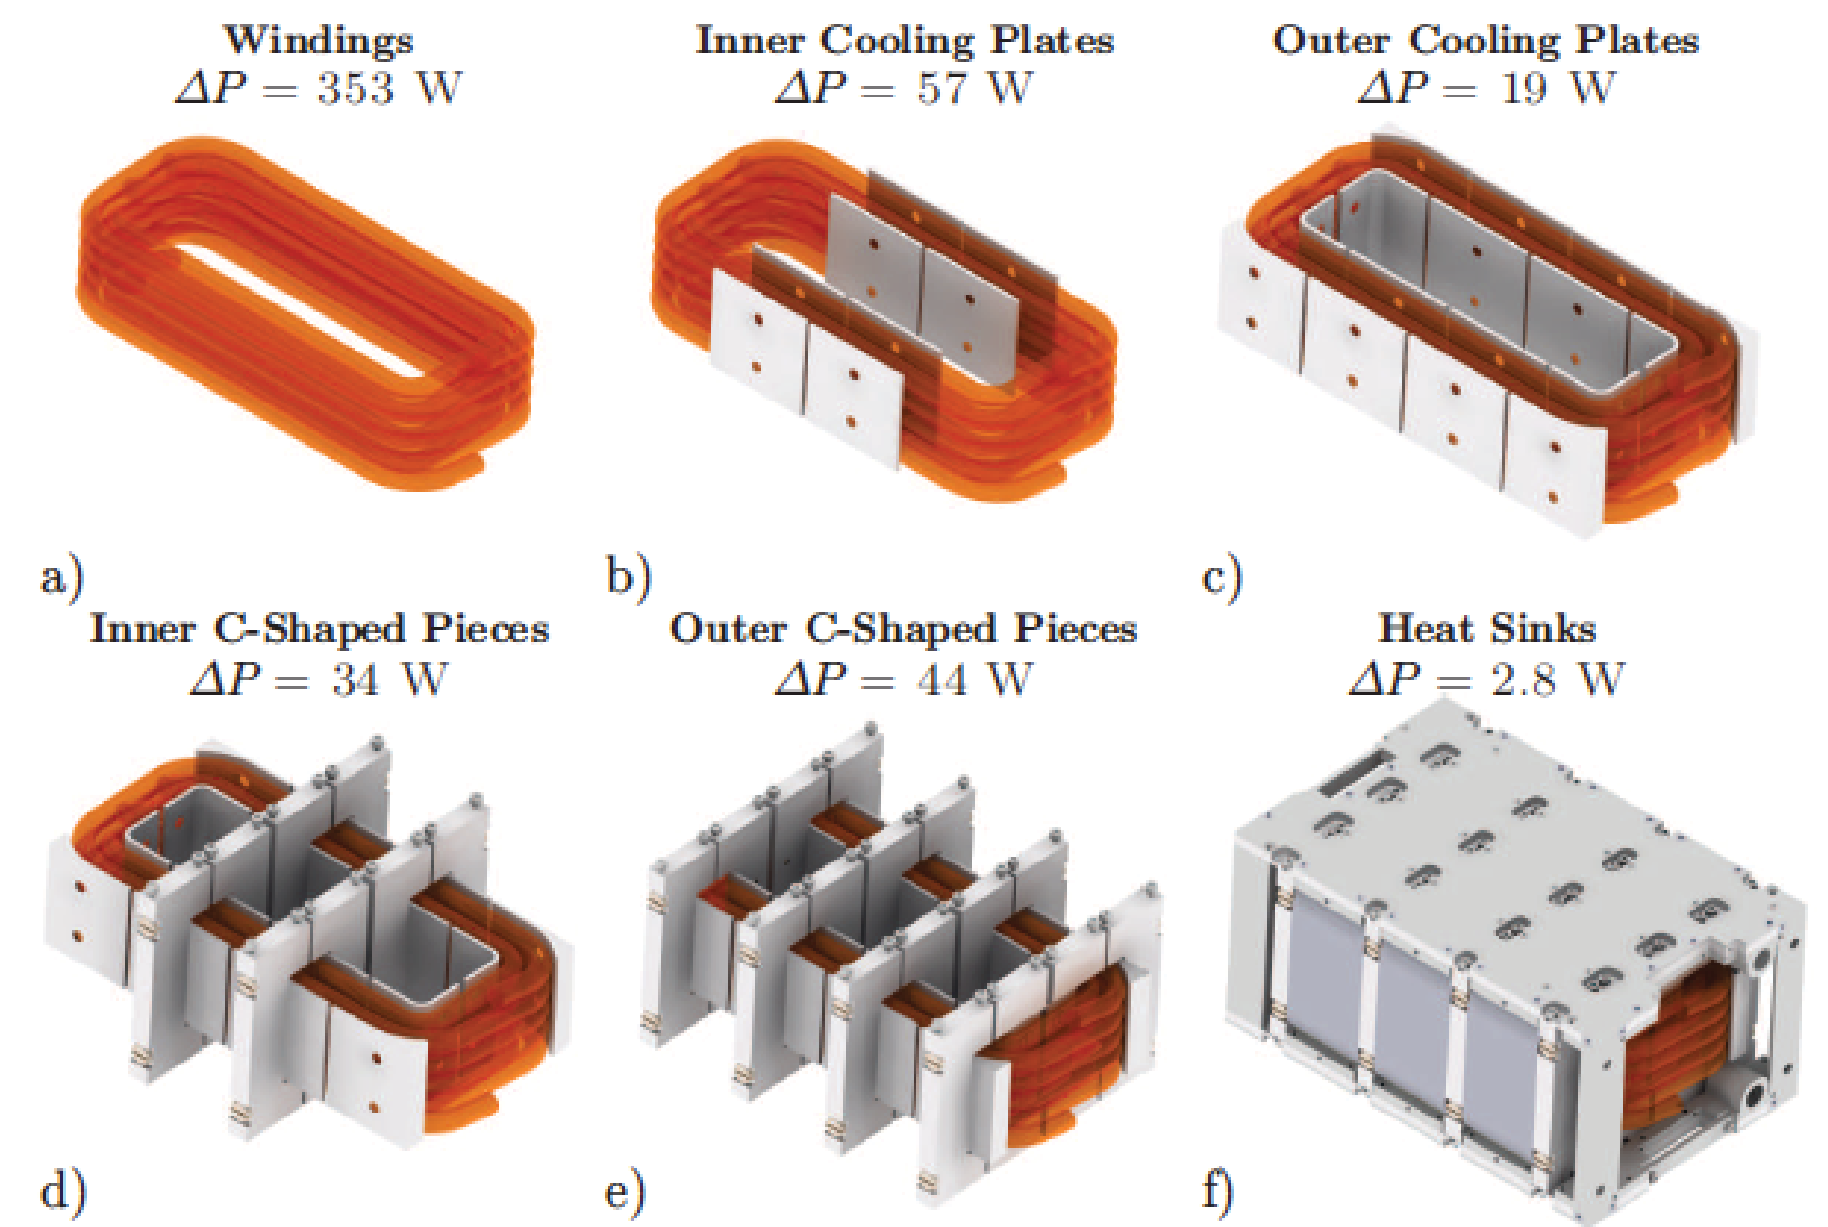 Windings
ΔP = 353 W
Inner Cooling Plates
ΔP = 57 W
Outer Cooling Plates
ΔP = 19 W
a)
b)
c)
Inner C-Shaped Pieces
ΔP = 34 W
Outer C-Shaped Pieces
ΔP = 44 W
Heat Sinks
ΔP = 2.8 W
d)
e)
f)